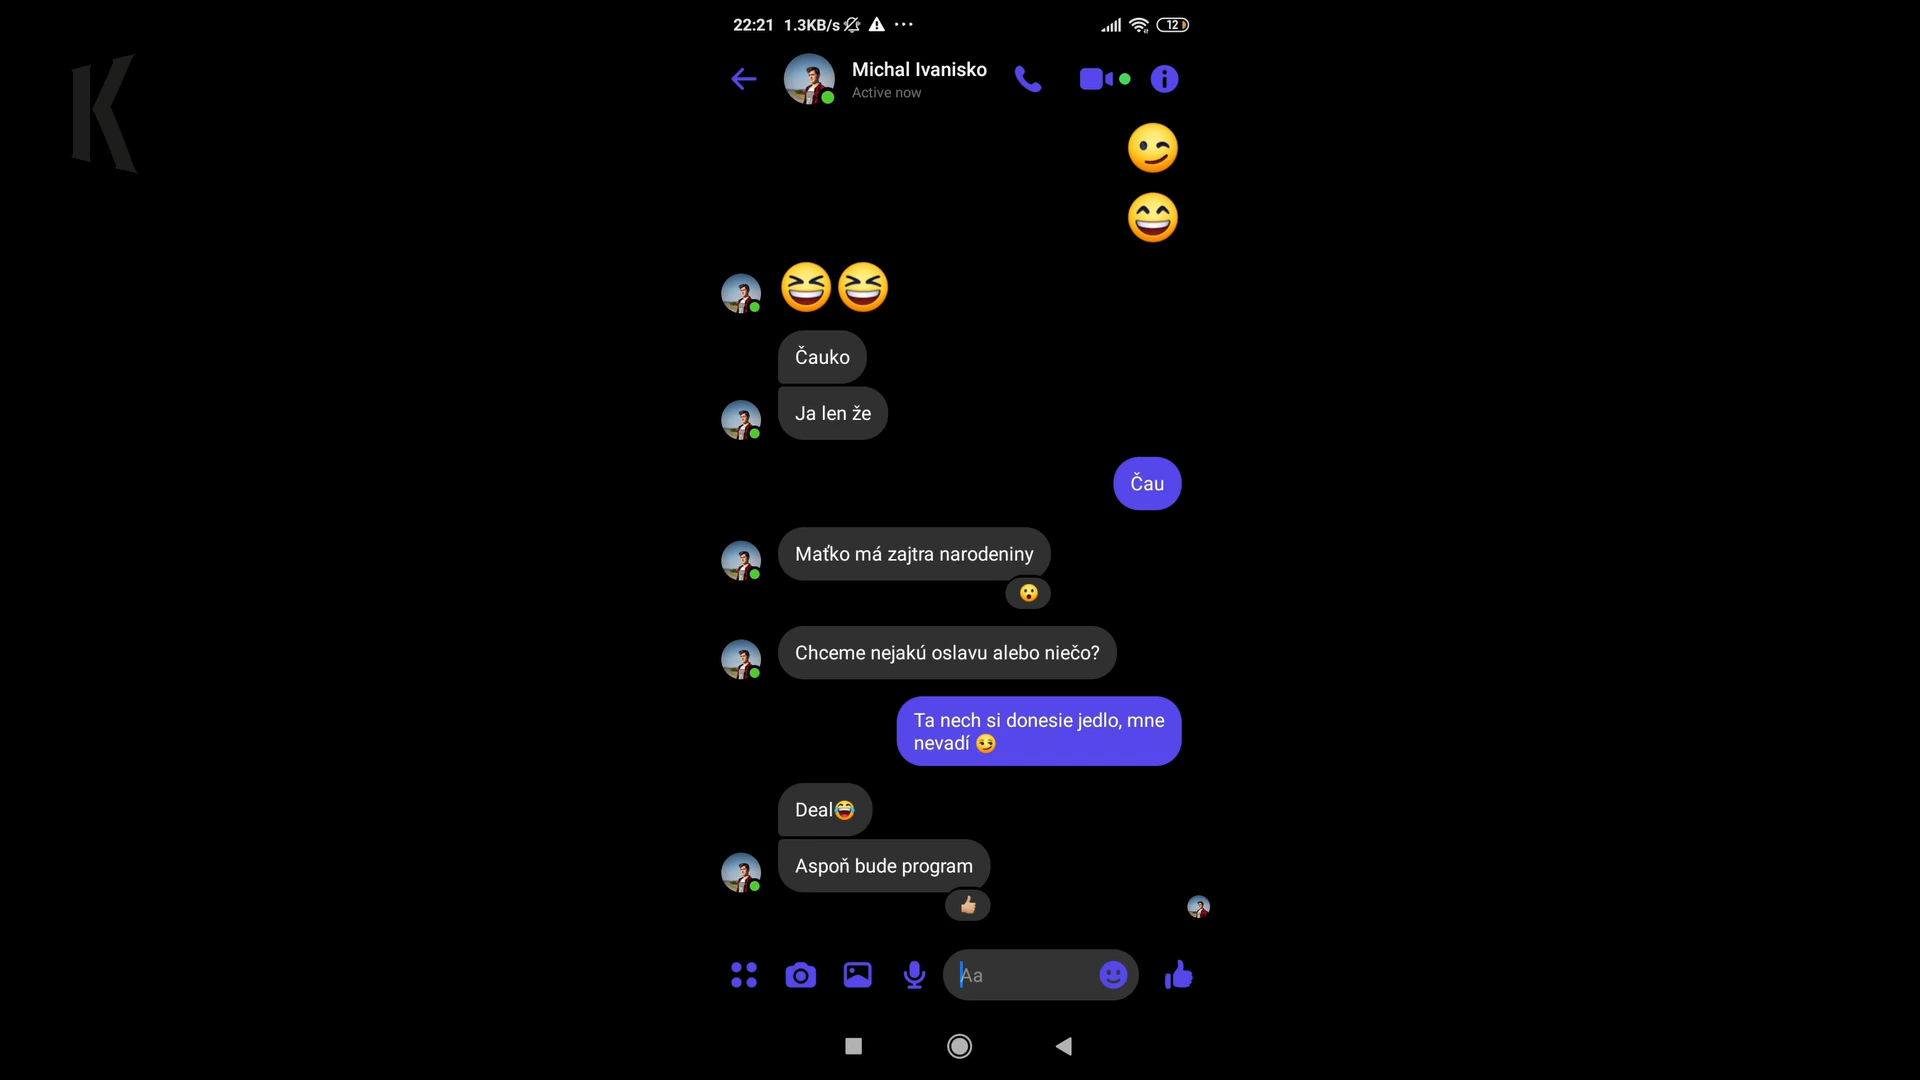 22:21 1.3KB/s
12
K
Michal Ivanisko
Active now
Čauko
Ja len že
Čau
Maťko má zajtra narodeniny
Chceme nejakú oslavu alebo niečo?
Ta nech si donesie jedlo, mne
nevadí 😏
Deal😂
Aspoň bude program
Aa